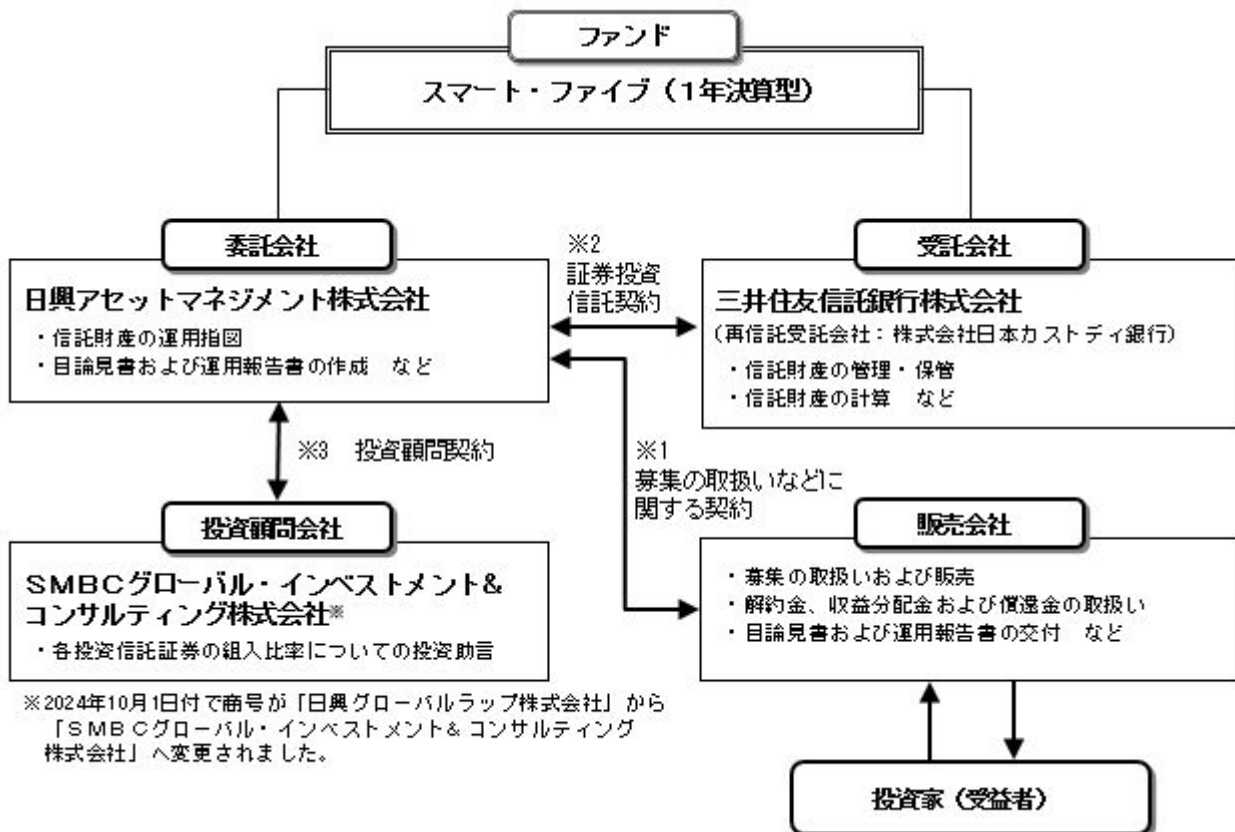 ファンド
スマート・ファイブ（１年決算型）
委託会社
日興アセットマネジメント株式会社
・信託財産の運用指図
・目論見書および運用報告書の作成　など
※2
証券投資
信託契約
受託会社
三井住友信託銀行株式会社
（再信託受託会社：株式会社日本カストディ銀行）
・信託財産の管理・保管
・信託財産の計算　など
※3　投資顧問契約
※1
募集の取扱いなどに
関する契約
投資顧問会社
ＳＭＢＣグローバル・インベストメント＆
コンサルティング株式会社※
・各投資信託証券の組入比率についての投資助言
※2024年10月1日付で商号が「日興グローバルラップ株式会社」から
「ＳＭＢＣグローバル・インベストメント＆コンサルティング
株式会社」へ変更されました。
販売会社
・募集の取扱いおよび販売
・解約金、収益分配金および償還金の取扱い
・目論見書および運用報告書の交付　など
投資家（受益者）